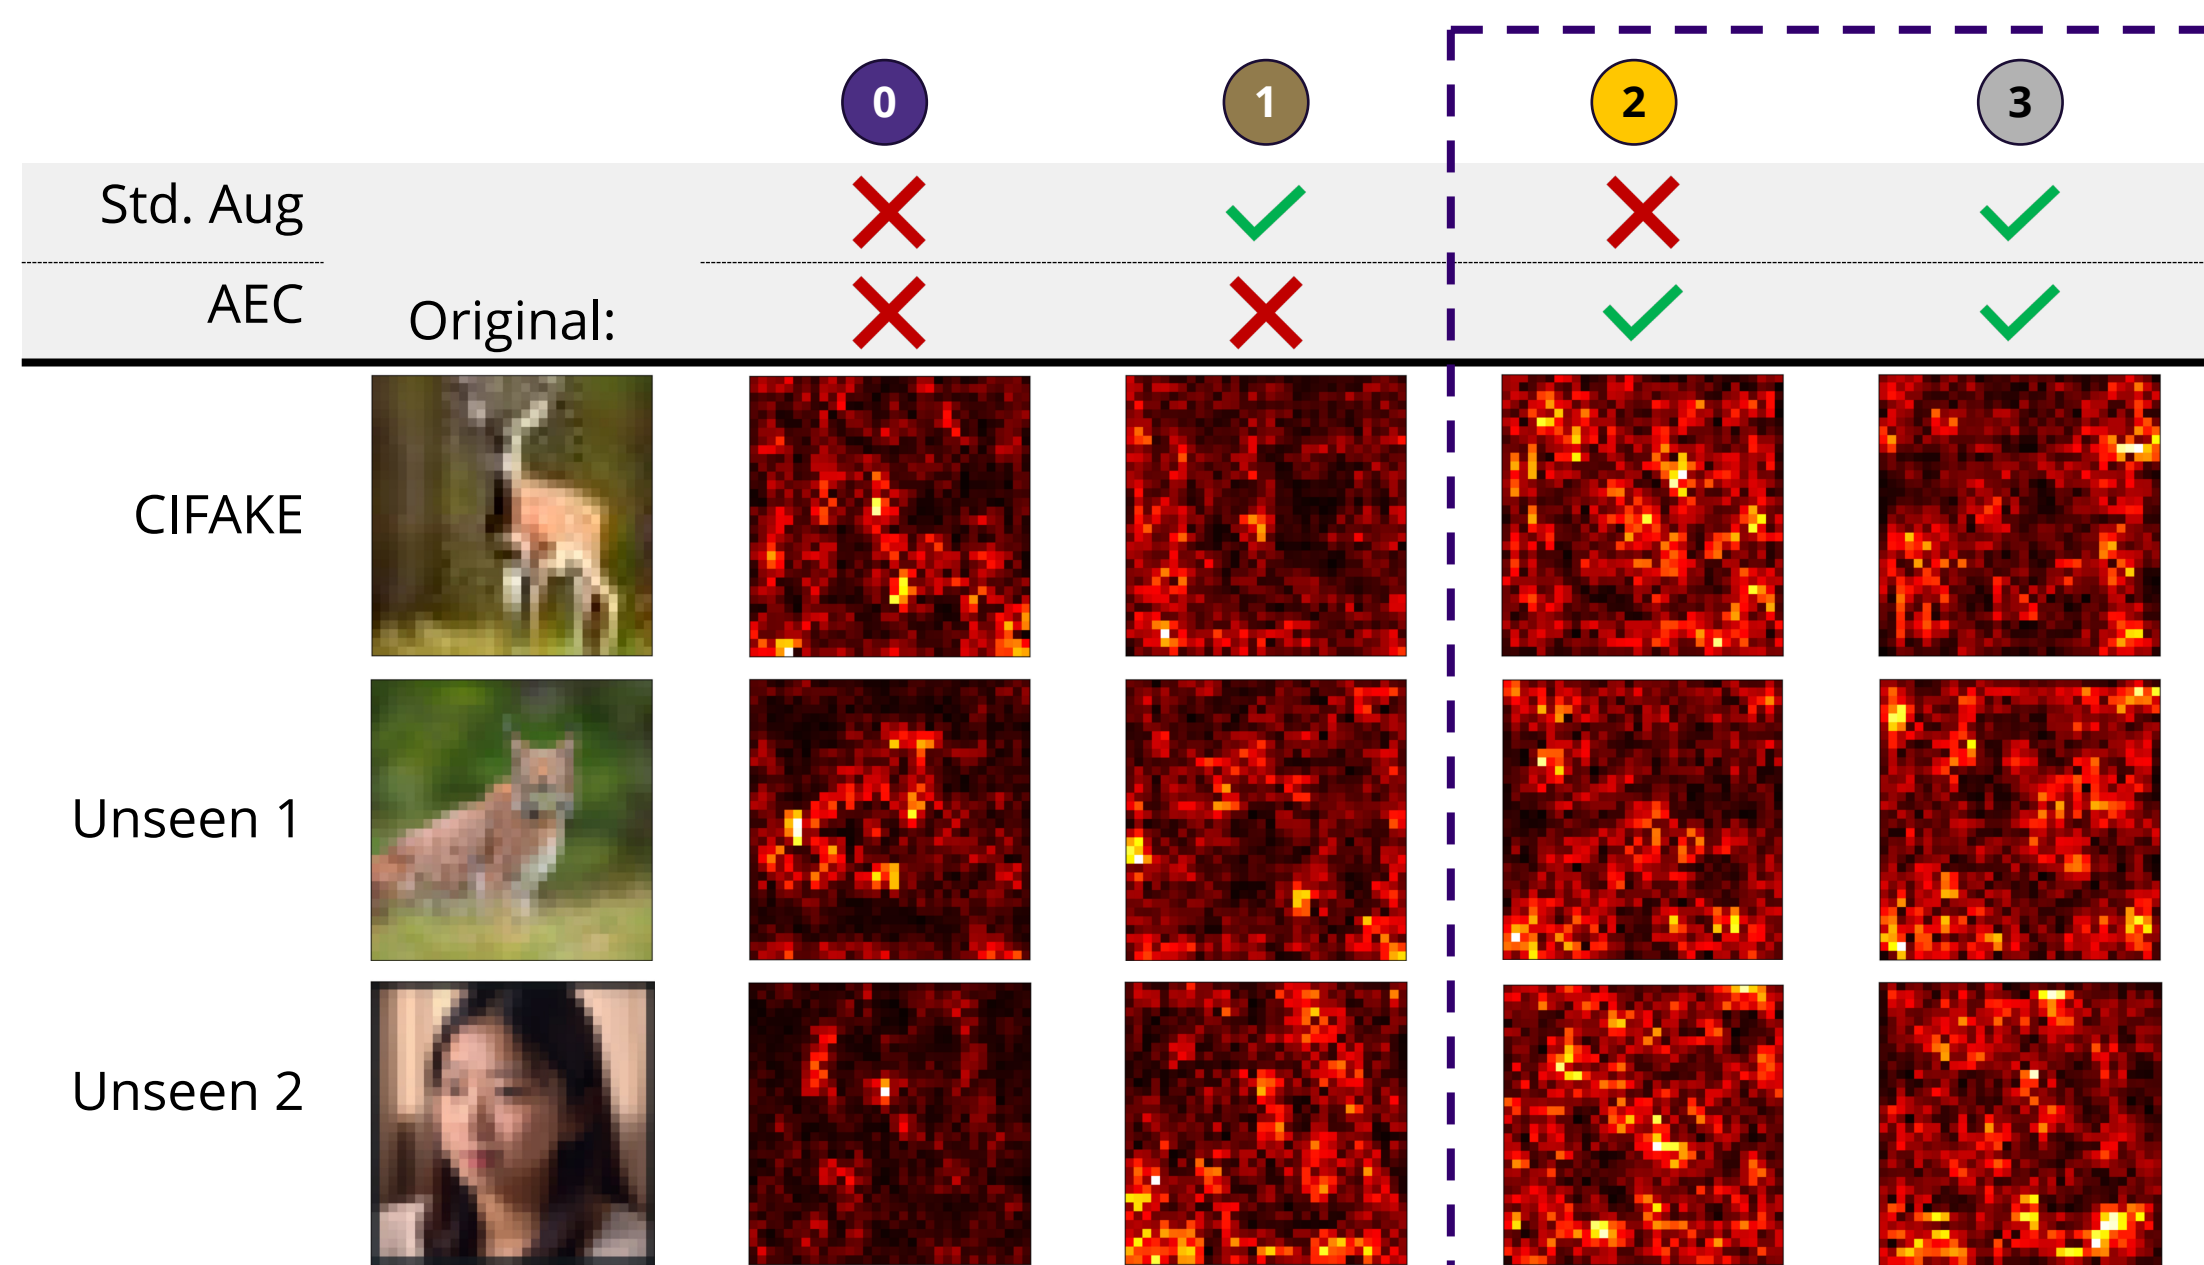 0 1 2 3
Std. Aug
AEC Original:
CIFAKE
Unseen 1
Unseen 2